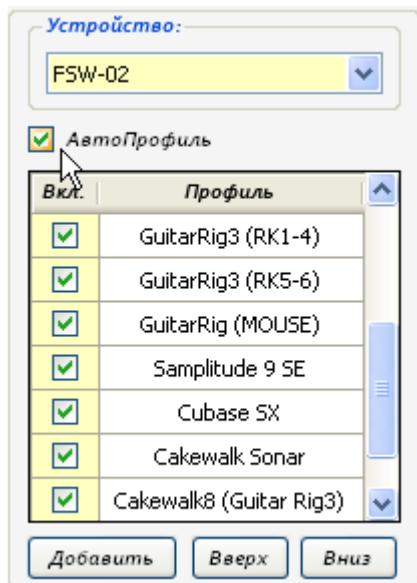 Устройство:
FSW-02
АвтоПрофиль
Вкл. Профиль
GuitarRig3 (RK1-4)
GuitarRig3 (RK5-6)
GuitarRig (MOUSE)
Samplitude 9 SE
Cubase SX
Cakewalk Sonar
Cakewalk8 (Guitar Rig3)
Добавить Вверх Вниз